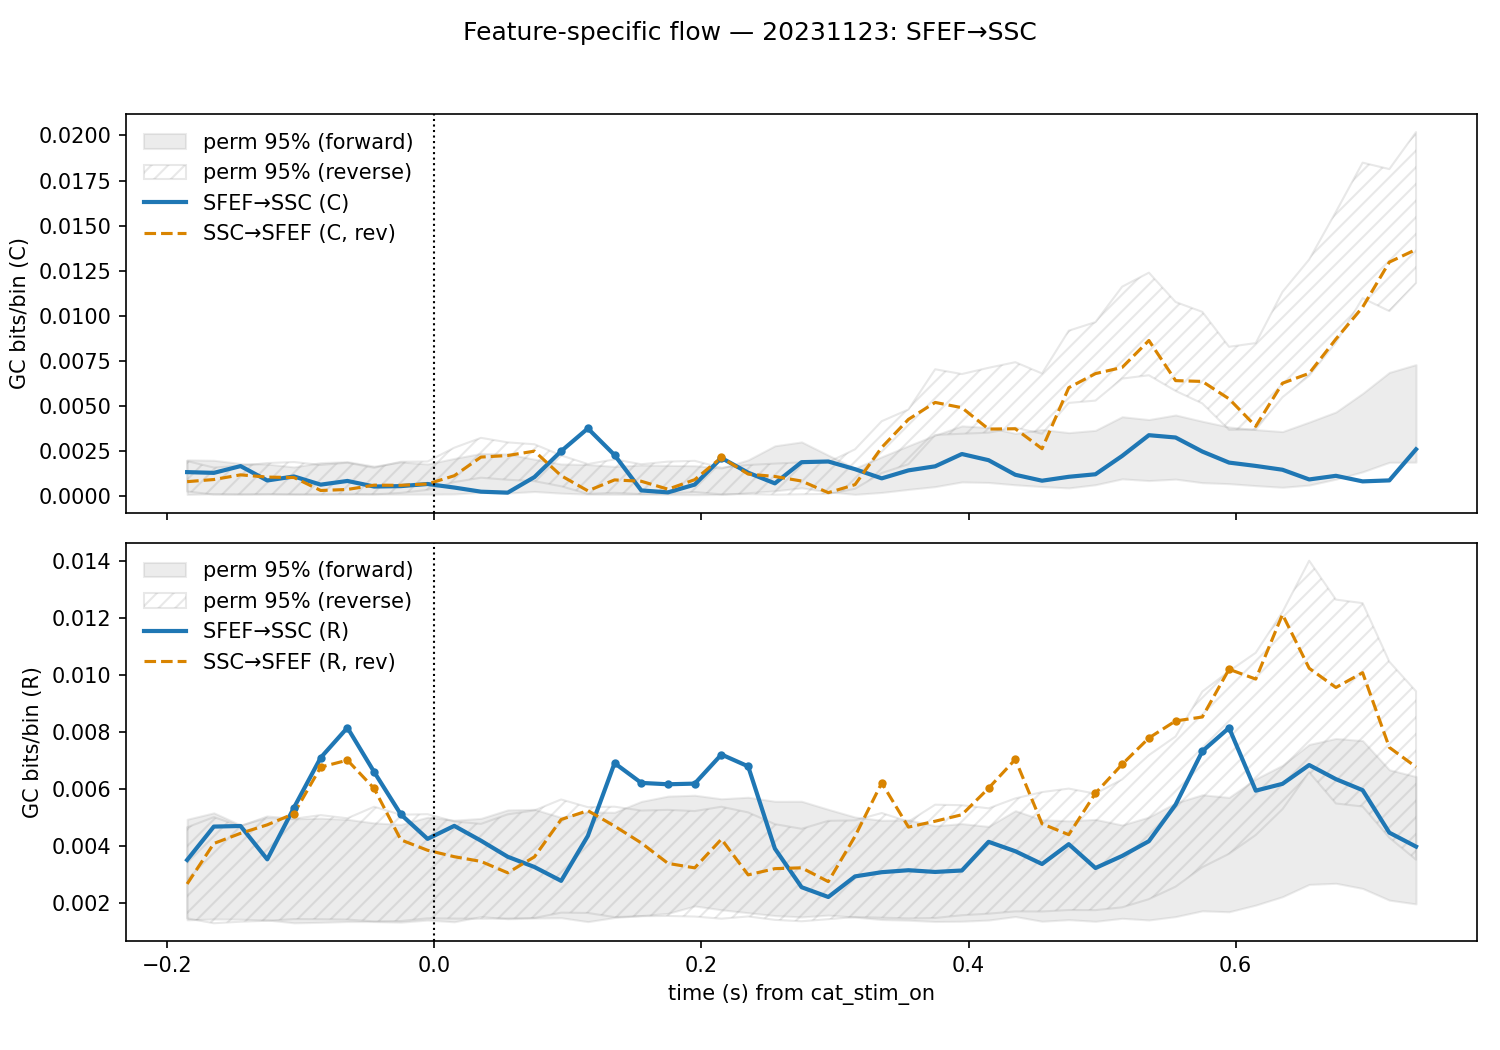 Feature-specific flow — 20231123: SFEF→SSC
GC bits/bin (C)
0.0200
0.0175
0.0150
0.0125
0.0100
0.0075
0.0050
0.0025
0.0000
perm 95% (forward)
perm 95% (reverse)
SFEF→SSC (C)
SSC→SFEF (C, rev)
GC bits/bin (R)
0.014
0.012
0.010
0.008
0.006
0.004
0.002
perm 95% (forward)
perm 95% (reverse)
SFEF→SSC (R)
SSC→SFEF (R, rev)
−0.2 0.0 0.2 0.4 0.6
time (s) from cat_stim_on